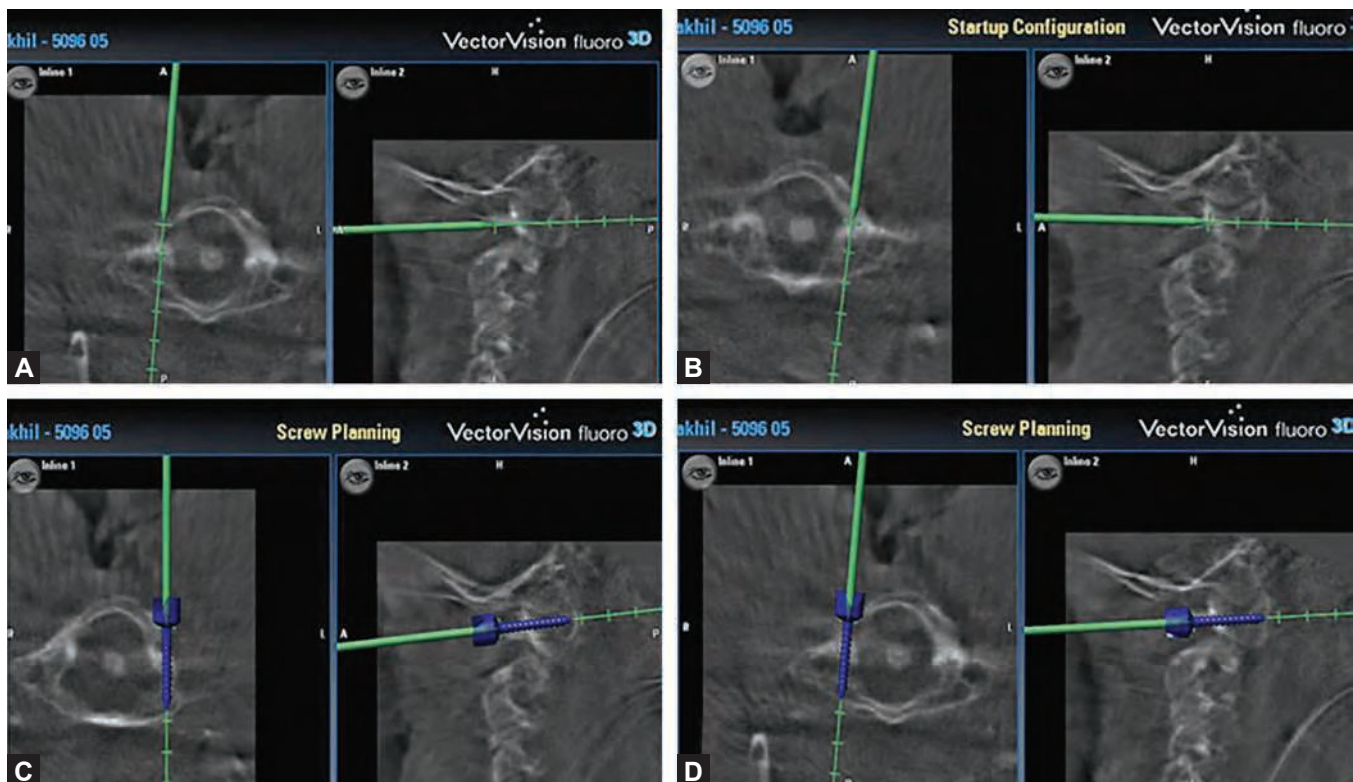 akhil - 5096 05
VectorVision fluoro 3D
Inline 1
A
Inline 2
H
R
L
A
P
P
A
akhil - 5096 05
Startup Configuration
VectorVision fluoro
Inline 1
A
Inline 2
H
R
L
A
B
akhil - 5096 05
Screw Planning
VectorVision fluoro 3D
Inline 1
Inline 2
H
R
L
A
P
C
akhil - 5096 05
Screw Planning
VectorVision fluoro 3D
Inline 1
A
Inline 2
H
R
L
A
D